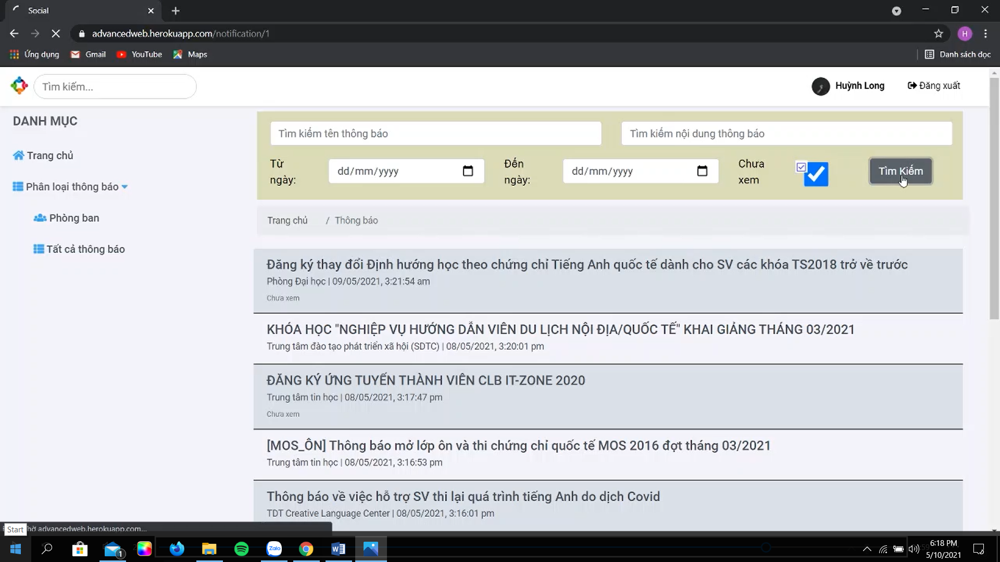 Social
advancedweb.herokuapp.com/notification/1
H
Ứng dụng
Gmail
YouTube
Maps
Danh sách đọc
Tìm kiếm...
Huỳnh Long
Đăng xuất
DANH MỤC
Trang chủ
Phân loại thông báo
Phòng ban
Tất cả thông báo
Tìm kiếm tên thông báo
Tìm kiếm nội dung thông báo
Từ
ngày:
dd/mm/yyyy
Đến
ngày:
dd/mm/yyyy
Chưa
xem
Tìm Kiếm
Trang chủ / Thông báo
Đăng ký thay đổi Định hướng học theo chứng chỉ Tiếng Anh quốc tế dành cho SV các khóa TS2018 trở về trước
Phòng Đại học | 09/05/2021, 3:21:54 am
Chưa xem
KHÓA HỌC "NGHIỆP VỤ HƯỚNG DẪN VIÊN DU LỊCH NỘI ĐỊA/QUỐC TẾ" KHAI GIẢNG THÁNG 03/2021
Trung tâm đào tạo phát triển xã hội (SDTC) | 08/05/2021, 3:20:01 pm
ĐĂNG KÝ ỨNG TUYỂN THÀNH VIÊN CLB IT-ZONE 2020
Trung tâm tin học | 08/05/2021, 3:17:47 pm
Chưa xem
[MOS_ÔN] Thông báo mở lớp ôn và thi chứng chỉ quốc tế MOS 2016 đợt tháng 03/2021
Trung tâm tin học | 08/05/2021, 3:16:53 pm
Thông báo về việc hỗ trợ SV thi lại quá trình tiếng Anh do dịch Covid
TDT Creative Language Center | 08/05/2021, 3:16:01 pm
Start
advancedweb.herokuapp.com...
1
Zalo
6:18 PM
5/10/2021